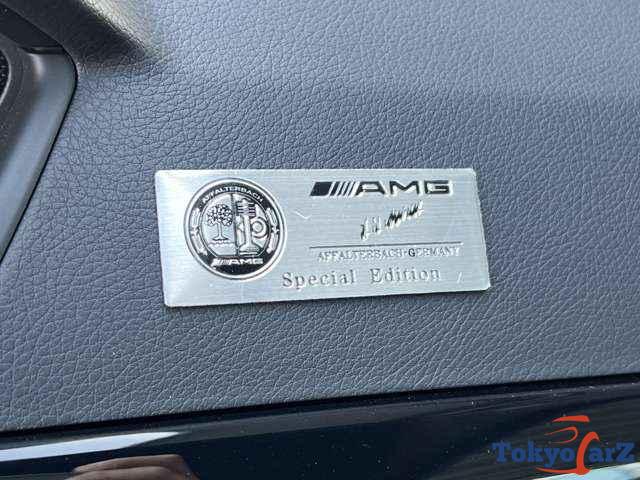 AFFALTERBACH
AMG
AMG
AFFALTERBACH·GERMANY
Special Edition
TokyoCarZ